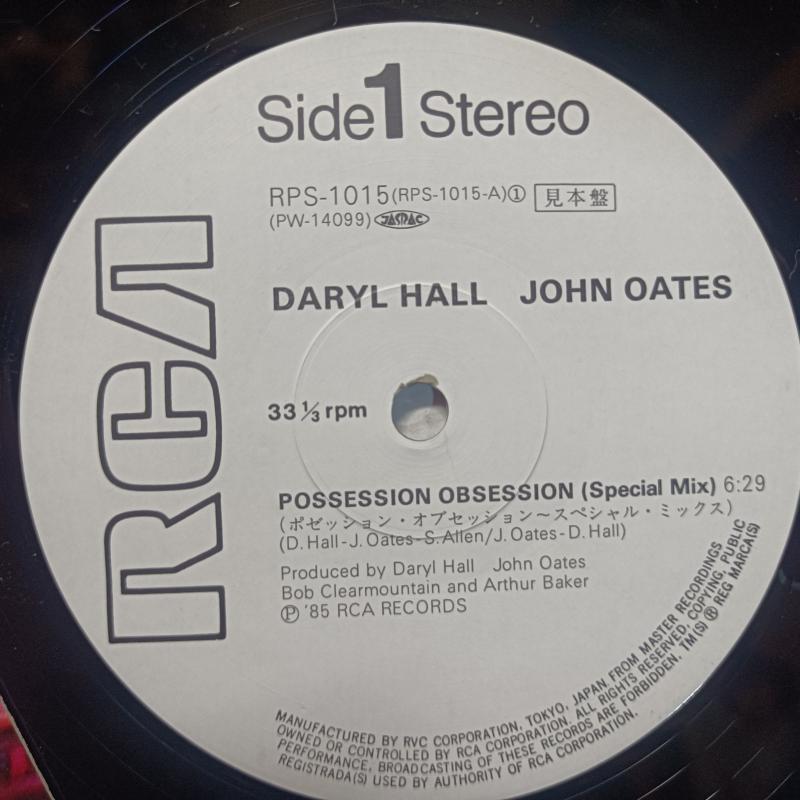 Side 1 Stereo
RPS-1015(RPS-1015-A)① 見本盤
(PW-14099) JASRAC
RCA
DARYL HALL JOHN OATES
33 1/3 rpm
POSSESSION OBSESSION (Special Mix) 6:29
(ポゼッション・オブセッション〜スペシャル・ミックス)
(D. Hall-J. Oates-S. Allen/J. Oates-D. Hall)
Produced by Daryl Hall John Oates
Bob Clearmountain and Arthur Baker
Ⓟ '85 RCA RECORDS
MANUFACTURED BY RVC CORPORATION, TOKYO, JAPAN FROM MASTER RECORDINGS
OWNED OR CONTROLLED BY RCA CORPORATION. ALL RIGHTS RESERVED, COPYING, PUBLIC
PERFORMANCE, BROADCASTING OF THESE RECORDS ARE FORBIDDEN. TM(S) ® REG MARCA(S)
REGISTRADA(S) USED BY AUTHORITY OF RCA CORPORATION.